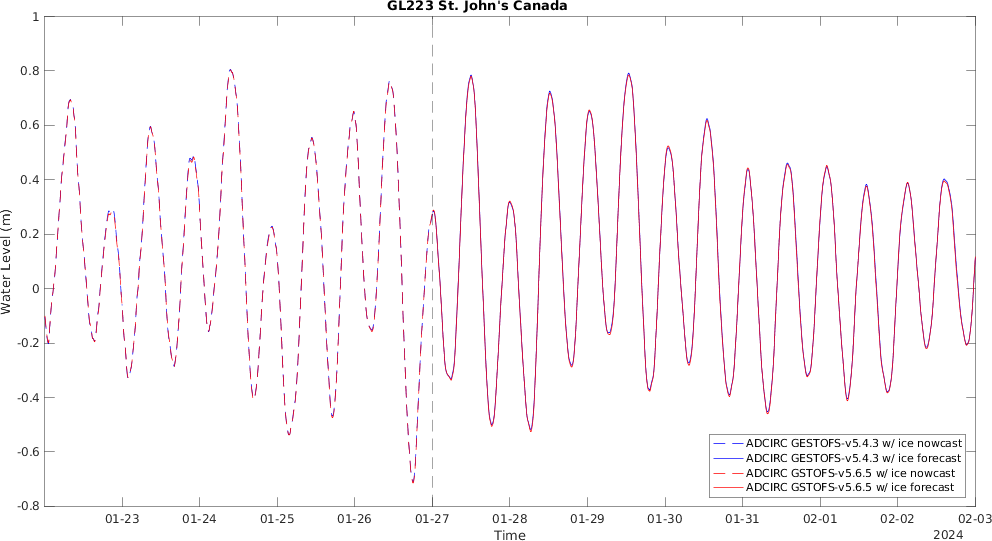 GL223 St. John's Canada
1
0.8
0.6
0.4
0.2
0
-0.2
-0.4
-0.6
-0.8
Water Level (m)
ADCIRC GESTOFS-v5.4.3 w/ ice nowcast
ADCIRC GESTOFS-v5.4.3 w/ ice forecast
ADCIRC GSTOFS-v5.6.5 w/ ice nowcast
ADCIRC GSTOFS-v5.6.5 w/ ice forecast
01-23 01-24 01-25 01-26 01-27 01-28 01-29 01-30 01-31 02-01 02-02 02-03
Time
2024